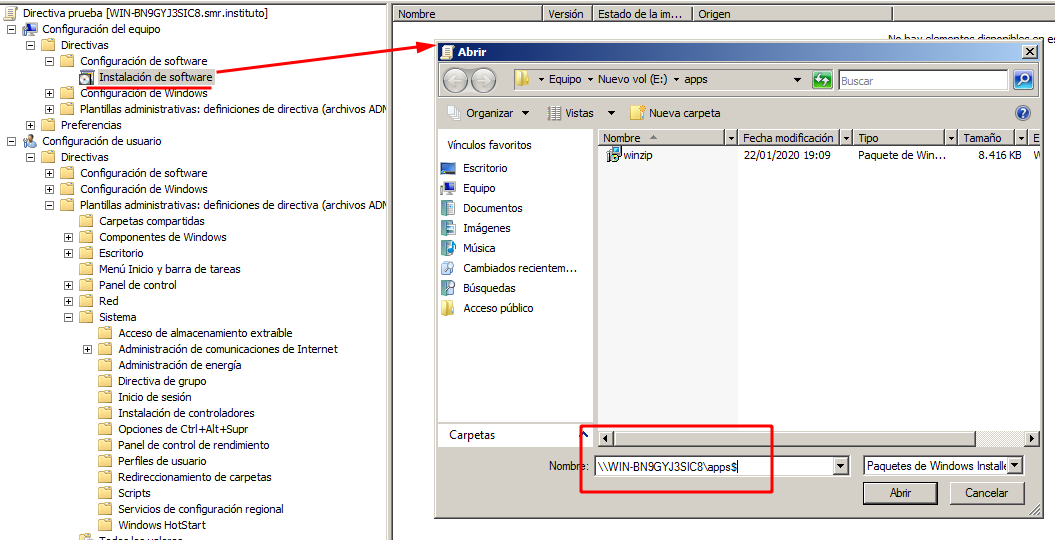 Directiva prueba [WIN-BN9GYJ3SIC8.smr.instituto]
Configuración del equipo
Directivas
Configuración de software
Instalación de software
Configuración de Windows
Plantillas administrativas: definiciones de directiva (archivos ADM
Preferencias
Configuración de usuario
Directivas
Configuración de software
Configuración de Windows
Plantillas administrativas: definiciones de directiva (archivos ADM
Carpetas compartidas
Componentes de Windows
Escritorio
Menú Inicio y barra de tareas
Panel de control
Red
Sistema
Acceso de almacenamiento extraíble
Administración de comunicaciones de Internet
Administración de energía
Directiva de grupo
Inicio de sesión
Instalación de controladores
Opciones de Ctrl+Alt+Supr
Panel de control de rendimiento
Perfiles de usuario
Redireccionamiento de carpetas
Scripts
Servicios de configuración regional
Windows HotStart
Nombre Versión Estado de la im... Origen
Abrir
Equipo Nuevo vol (E:) apps Buscar
Organizar Vistas Nueva carpeta
Vínculos favoritos
Escritorio
Equipo
Documentos
Imágenes
Música
Cambiados recientem...
Búsquedas
Acceso público
Carpetas
Nombre Fecha modificación Tipo Tamaño E
winzip 22/01/2020 19:09 Paquete de Win... 8.416 KB
Nombre: \\WIN-BN9GYJ3SIC8\apps$ Paquetes de Windows Installe
Abrir Cancelar